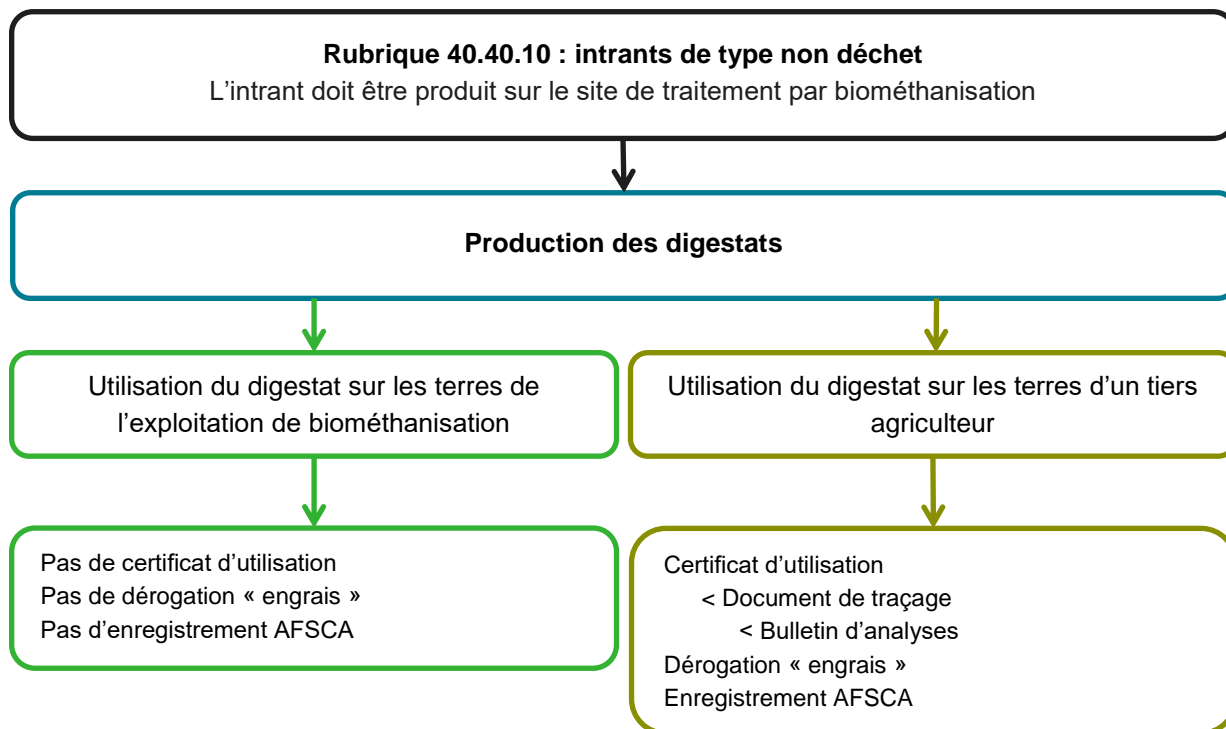 Rubrique 40.40.10 : intrants de type non déchet
L'intrant doit être produit sur le site de traitement par biométhanisation
Production des digestats
Utilisation du digestat sur les terres de
l'exploitation de biométhanisation
Utilisation du digestat sur les terres d'un tiers
agriculteur
Pas de certificat d'utilisation
Pas de dérogation « engrais »
Pas d'enregistrement AFSCA
Certificat d'utilisation
< Document de traçage
< Bulletin d'analyses
Dérogation « engrais »
Enregistrement AFSCA